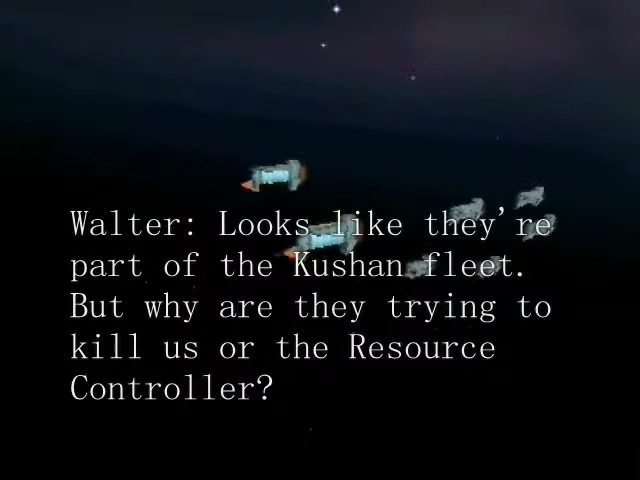 Walter: Looks like they're
part of the Kushan fleet.
But why are they trying to
kill us or the Resource
Controller?